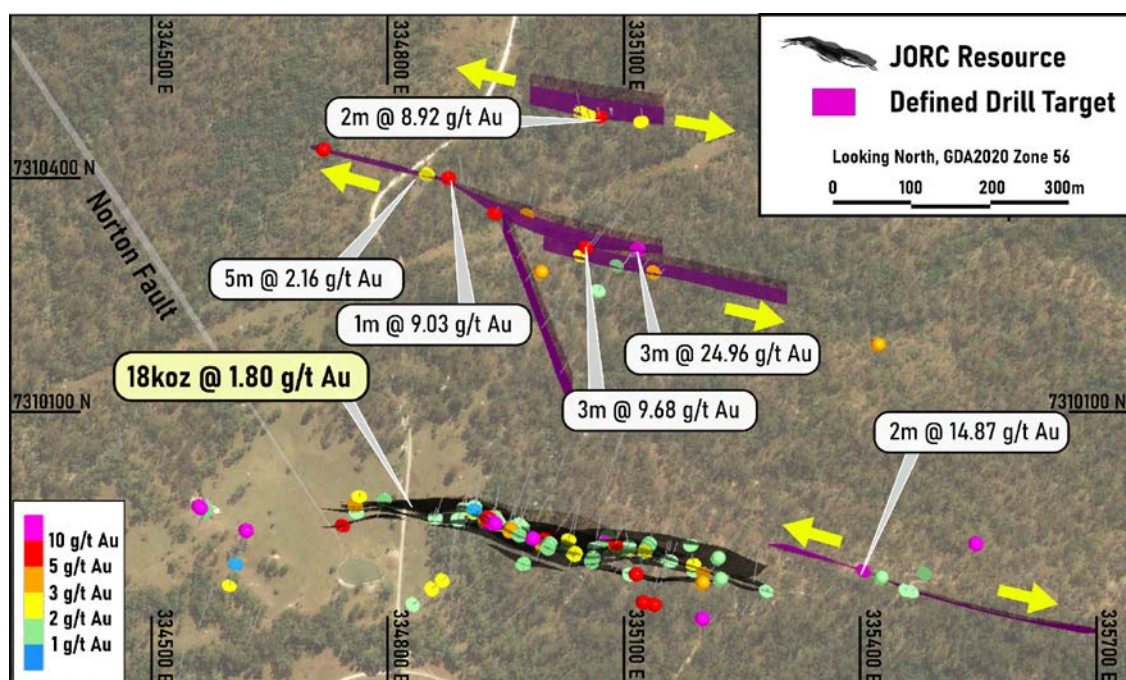 334500 E
334800 E
335100 E
JORC Resource
Defined Drill Target
Looking North, GDA2020 Zone 56
0 100 200 300m
2m @ 8.92 g/t Au
7310400 N
Norton Fault
5m @ 2.16 g/t Au
1m @ 9.03 g/t Au
3m @ 24.96 g/t Au
18koz @ 1.80 g/t Au
3m @ 9.68 g/t Au
7310100 N
7310100 N
2m @ 14.87 g/t Au
10 g/t Au
5 g/t Au
3 g/t Au
2 g/t Au
1 g/t Au
334500 E
334800 E
335100 E
335400 E
335700 E